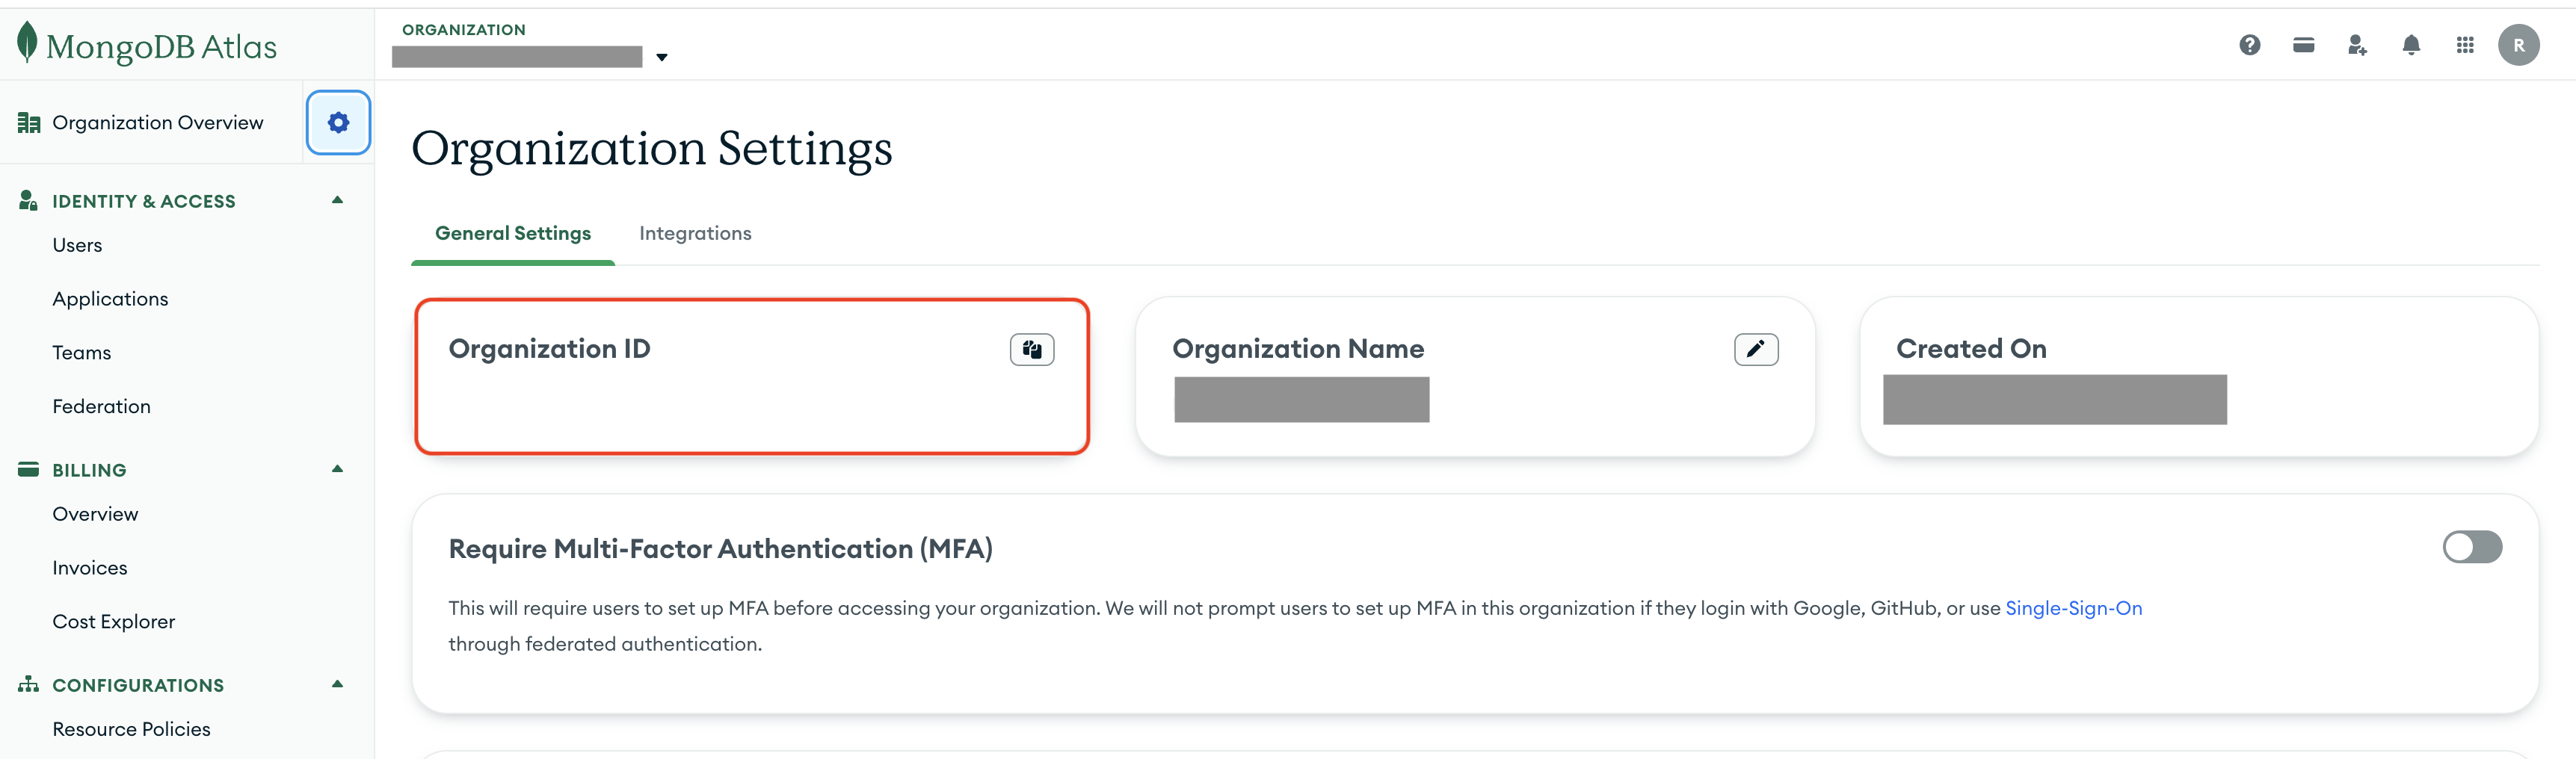 MongoDB Atlas
ORGANIZATION
R
Organization Overview
IDENTITY & ACCESS
Users
Applications
Teams
Federation
BILLING
Overview
Invoices
Cost Explorer
CONFIGURATIONS
Resource Policies
Organization Settings
General Settings
Integrations
Organization ID
Organization Name
Created On
Require Multi-Factor Authentication (MFA)
This will require users to set up MFA before accessing your organization. We will not prompt users to set up MFA in this organization if they login with Google, GitHub, or use Single-Sign-On
through federated authentication.